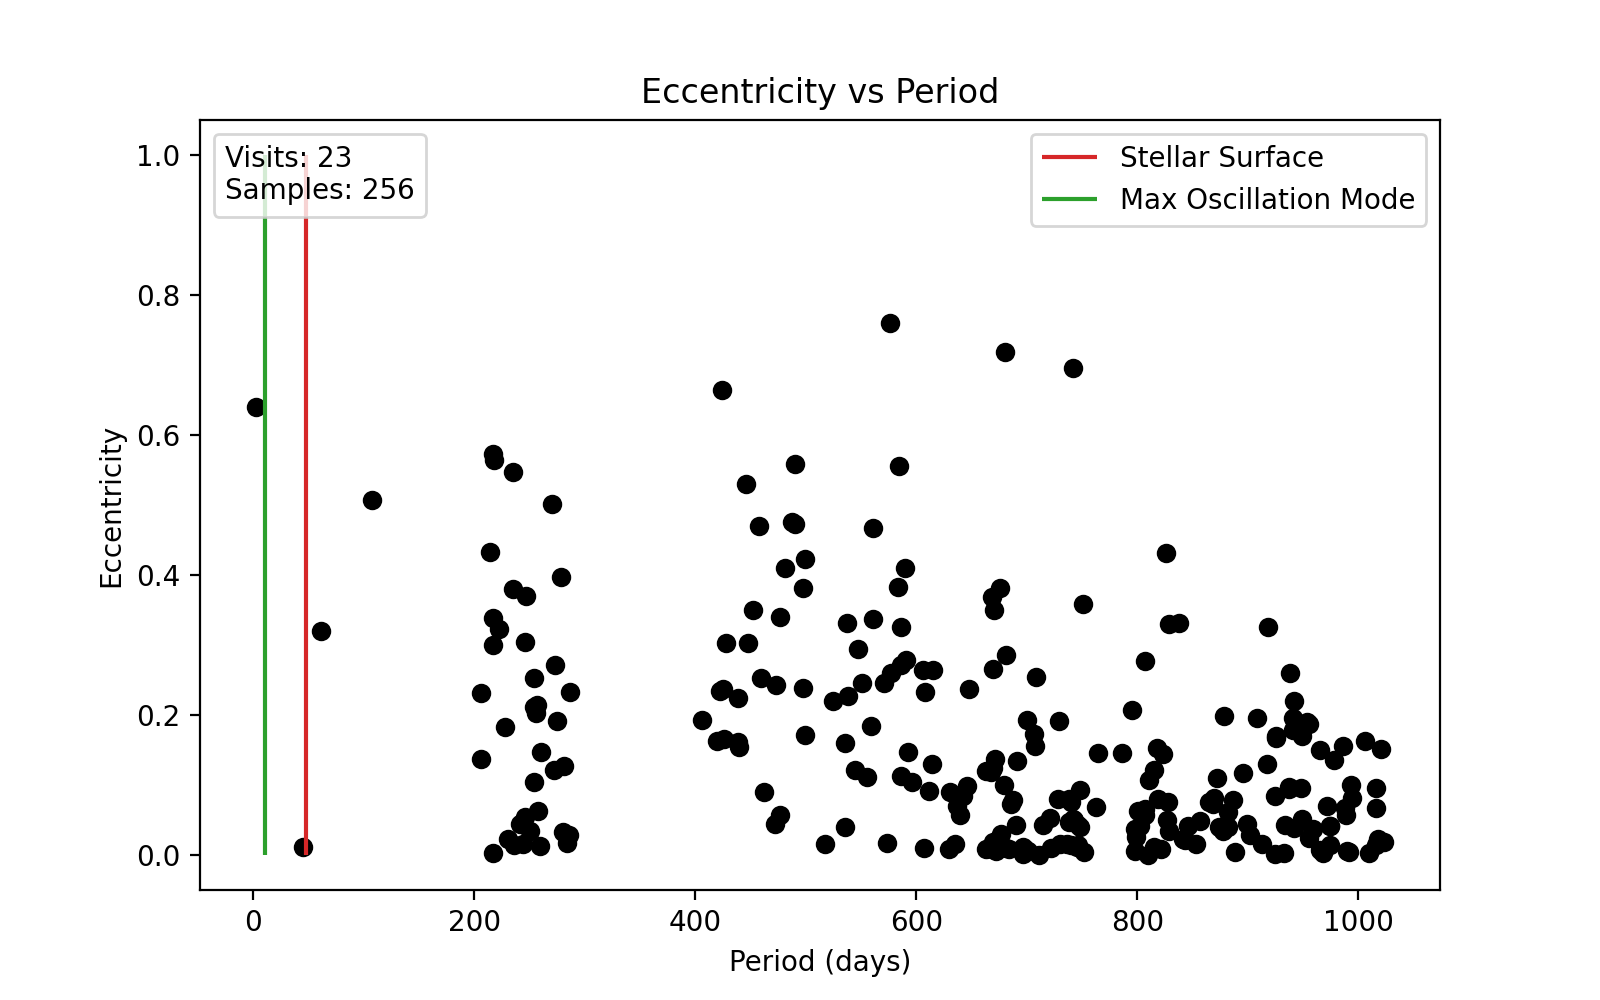 Eccentricity vs Period
Visits: 23
Samples: 256
Stellar Surface
Max Oscillation Mode
1.0
0.8
0.6
0.4
0.2
0.0
Eccentricity
0
200
400
600
800
1000
Period (days)